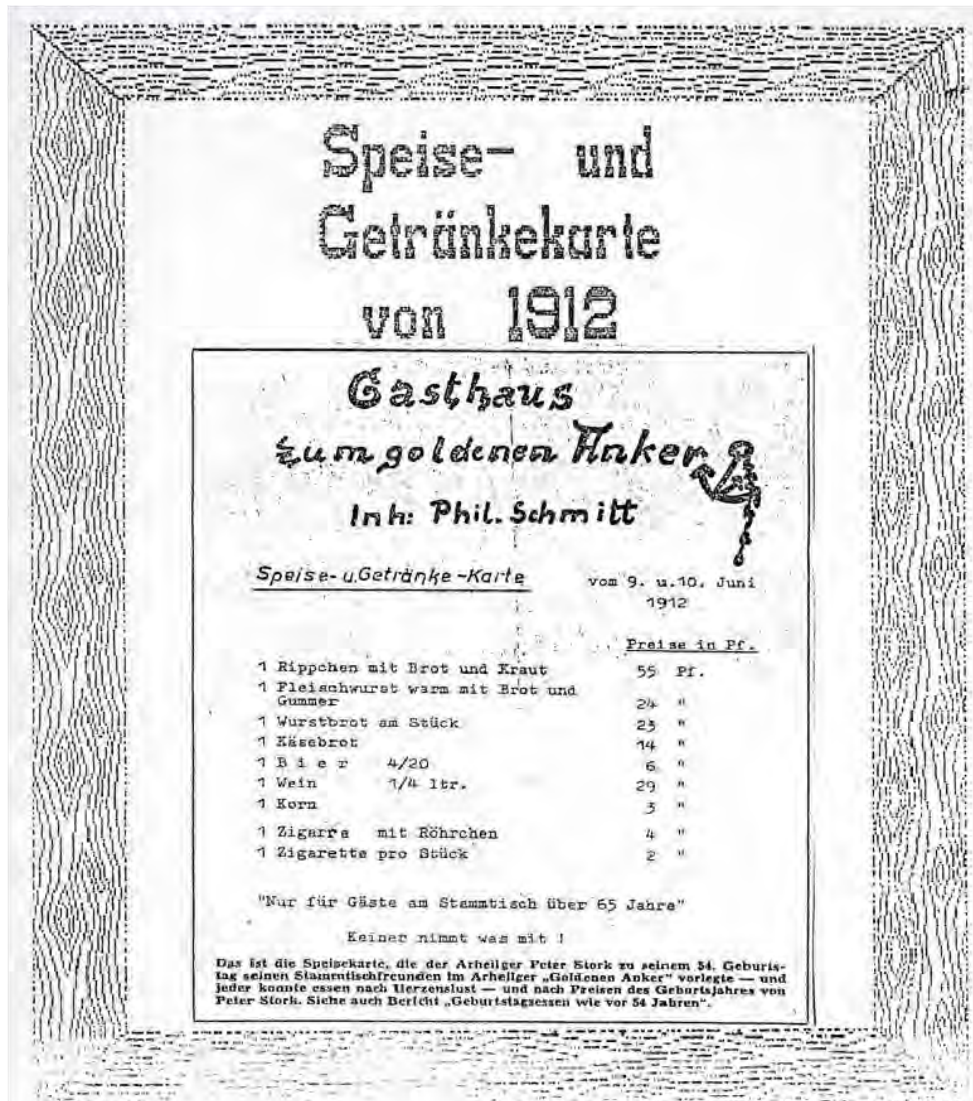 Speise- und
Getränkekarte
von 1912
Gasthaus
zum goldenen Anker
Inh: Phil. Schmitt
Speise- u. Getränke-Karte vom 9. u. 10. Juni
1912
Preise in Pf.
1 Rippchen mit Brot und Kraut 55 Pf.
1 Fleischwurst warm mit Brot und
Gummer 24 "
1 Wurstbrot am Stück 23 "
1 Käsebrot 14 "
1 B i e r 4/20 6 "
1 Wein 1/4 ltr. 29 "
1 Korn 3 "
1 Zigarre mit Röhrchen 4 "
1 Zigarette pro Stück 2 "
"Nur für Gäste am Stammtisch über 65 Jahre"
Keiner nimmt was mit !
Das ist die Speisekarte, die der Arheilger Peter Stork zu seinem 54. Geburts-
tag seinen Stammtischfreunden im Arheilger „Goldenen Anker" vorlegte — und
jeder konnte essen nach Herzenslust — und nach Preisen des Geburtsjahres von
Peter Stork. Siehe auch Bericht „Geburtstagsessen wie vor 54 Jahren".